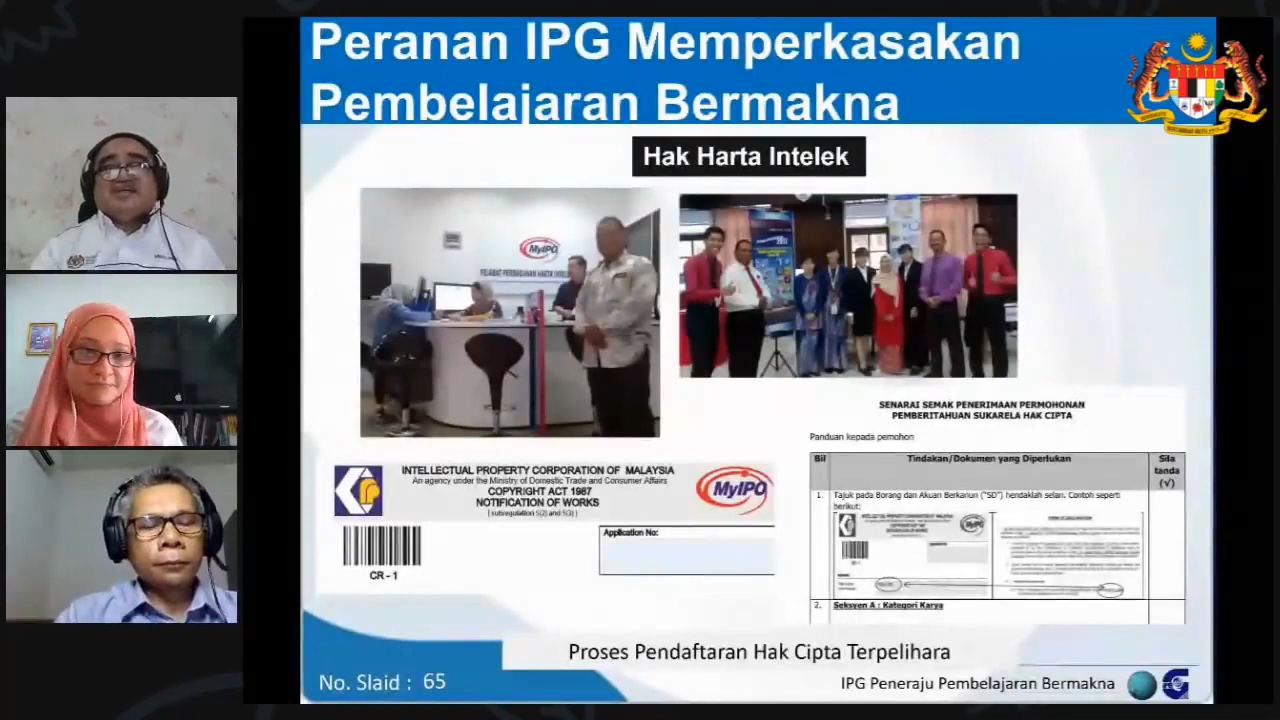 Peranan IPG Memperkasakan
Pembelajaran Bermakna
Hak Harta Intelek
MyIPO
SENARAI SEMAK PENERIMAAN PERMOHONAN
PEMBERITAHUAN SUKARELA HAK CIPTA
Panduan kepada pemohon
Bil Tindakan/Dokumen yang Diperlukan Sila
tanda
(√)
1. Tajuk pada Borang dan Akuan Berkanun ("SD") hendaklah selari. Contoh seperti
berikut:
2. Seksyen A : Kategori Karya
INTELLECTUAL PROPERTY CORPORATION OF MALAYSIA
An agency under the Ministry of Domestic Trade and Consumer Affairs
COPYRIGHT ACT 1987
NOTIFICATION OF WORKS
MyIPO
Application No:
CR - 1
Proses Pendaftaran Hak Cipta Terpelihara
No. Slaid : 65
IPG Peneraju Pembelajaran Bermakna